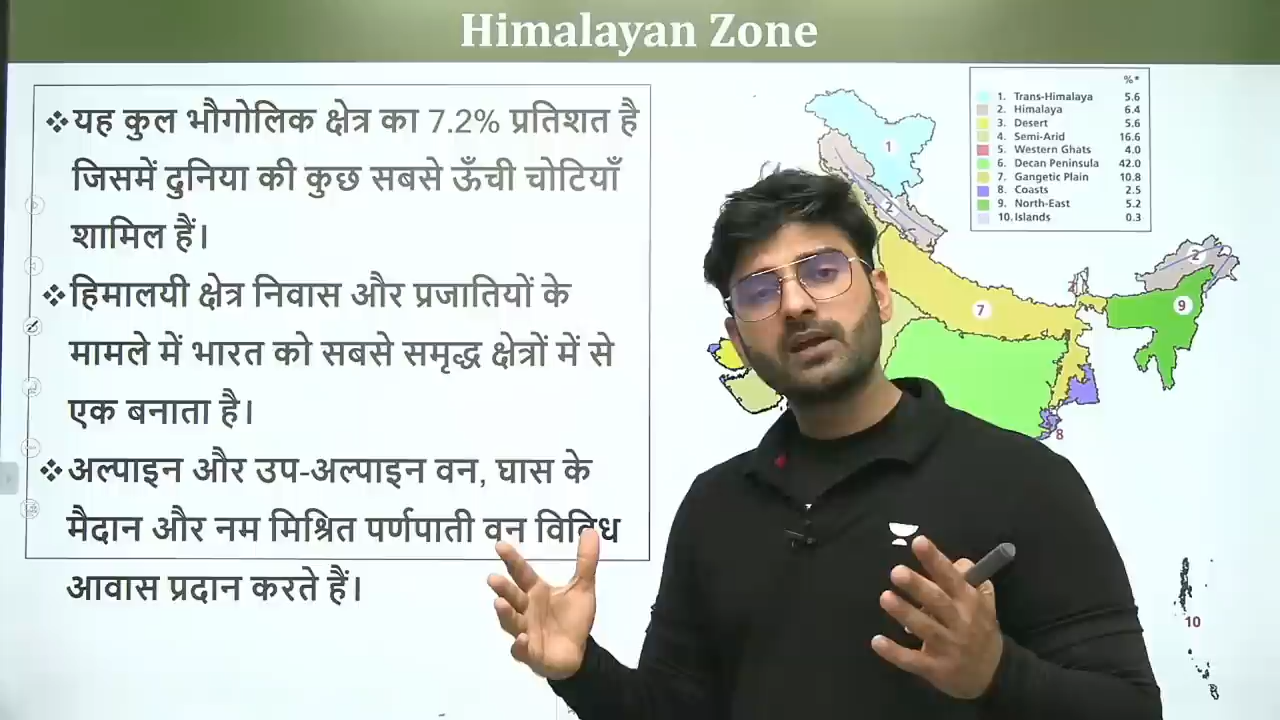 Himalayan Zone
❖यह कुल भौगोलिक क्षेत्र का 7.2% प्रतिशत है
जिसमें दुनिया की कुछ सबसे ऊँची चोटियाँ
शामिल हैं।
❖हिमालयी क्षेत्र निवास और प्रजातियों के
मामले में भारत को सबसे समृद्ध क्षेत्रों में से
एक बनाता है।
❖अल्पाइन और उप-अल्पाइन वन, घास के
मैदान और नम मिश्रित पर्णपाती वन विविध
आवास प्रदान करते हैं।
%*
1. Trans-Himalaya 5.6
2. Himalaya 6.4
3. Desert 5.6
4. Semi-Arid 16.6
5. Western Ghats 4.0
6. Decan Peninsula 42.0
7. Gangetic Plain 10.8
8. Coasts 2.5
9. North-East 5.2
10. Islands 0.3
1
2
2
9
7
8
10